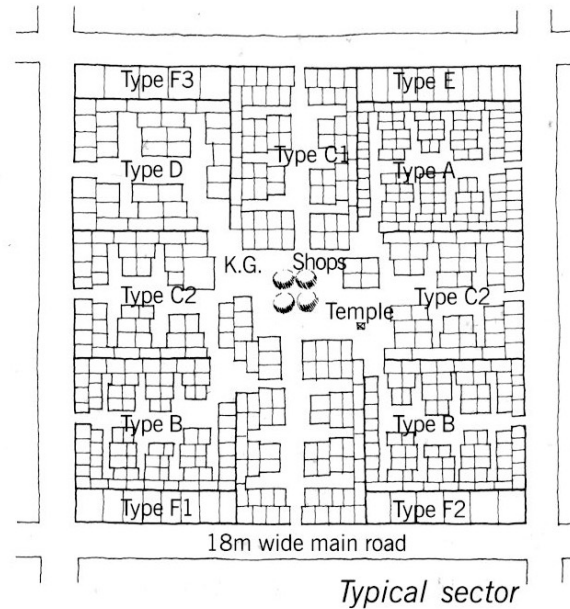 Type F3
Type E
Type C1
Type D
Type A
K.G.
Shops
Type C2
Type C2
Temple
Type B
Type B
Type F1
Type F2
18m wide main road
Typical sector